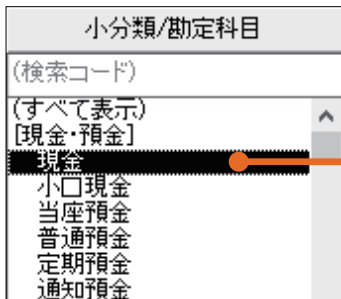 小分類/勘定科目
(検索コード)
(すべて表示)
[現金・預金]
現金
小口現金
当座預金
普通預金
定期預金
通知預金